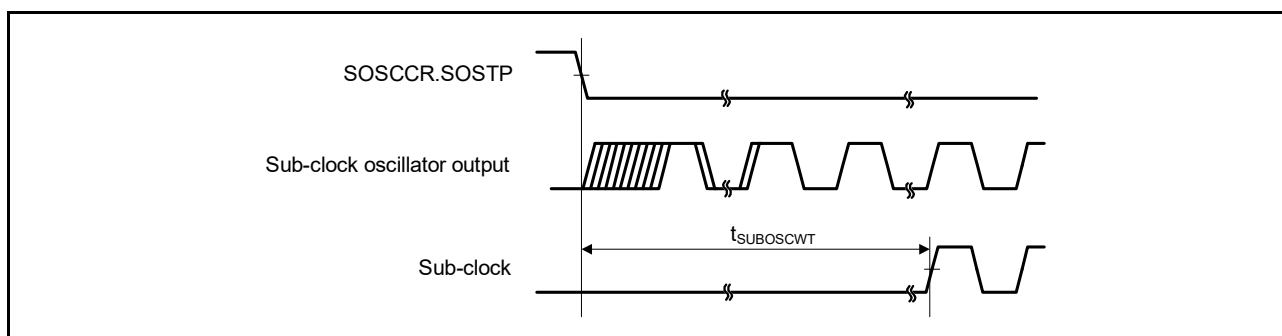 SOSCCR.SOSTP
Sub-clock oscillator output
tSUBOSCWT
Sub-clock